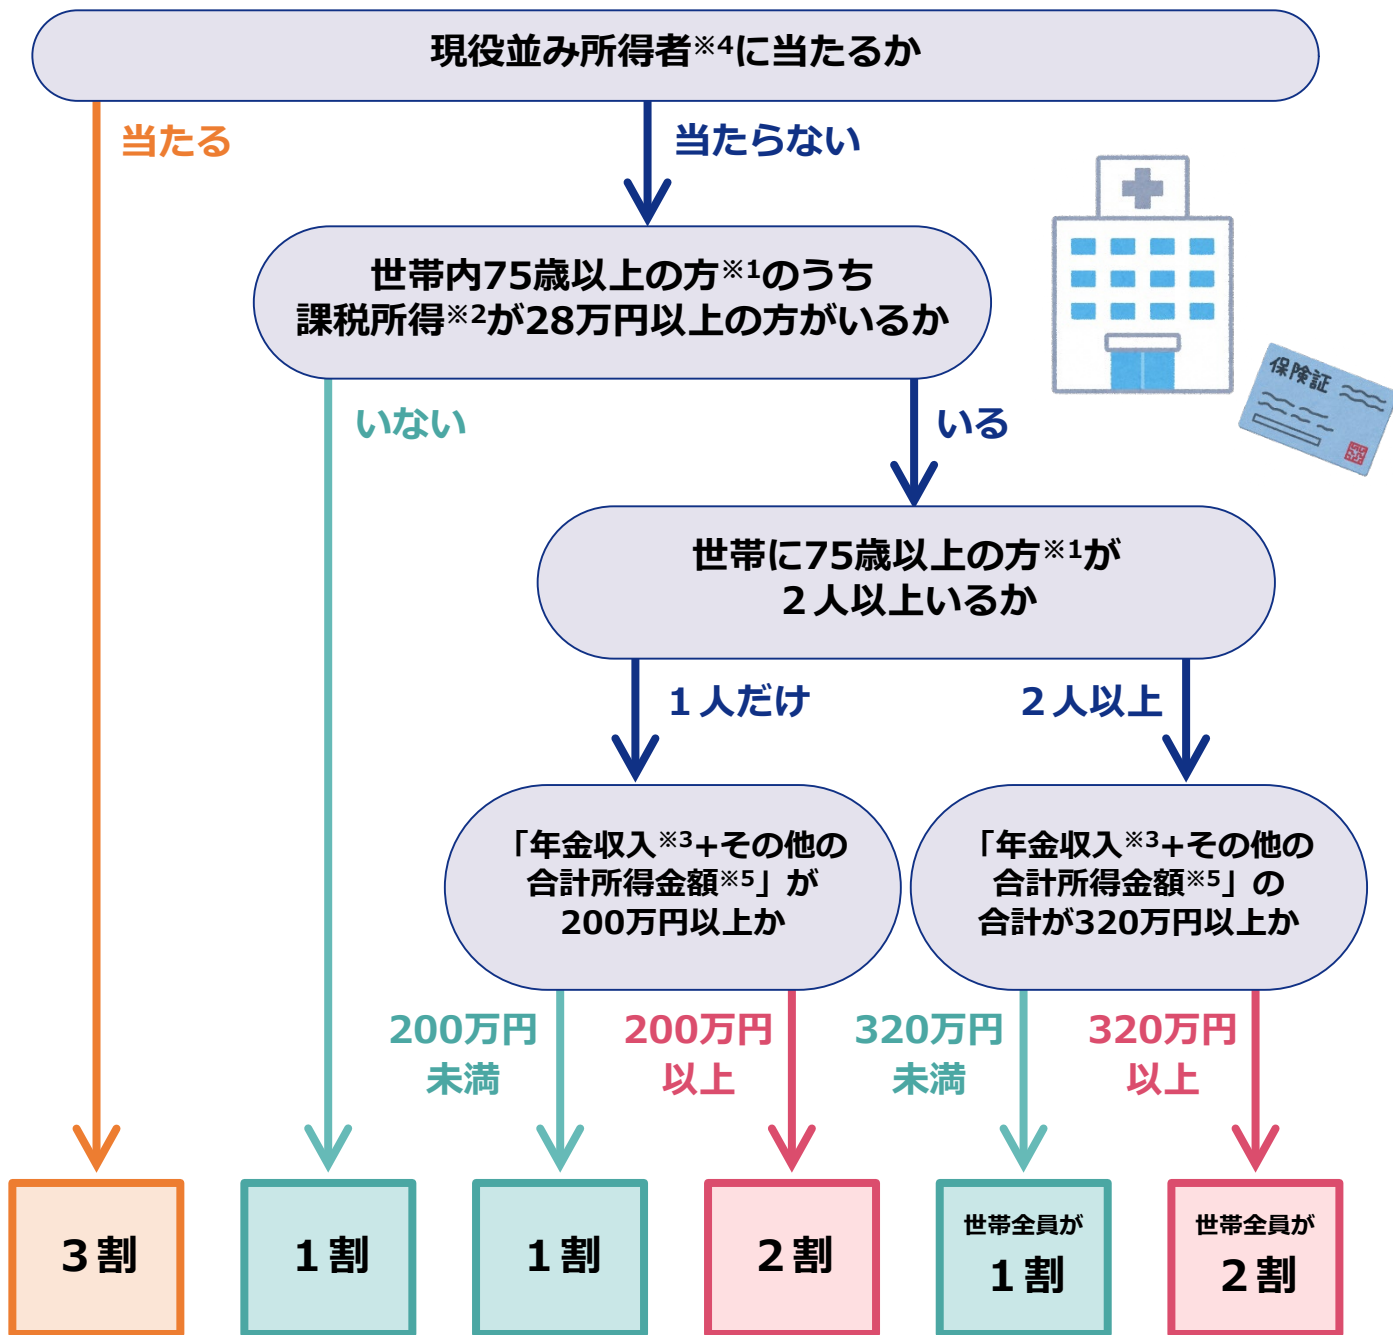 現役並み所得者※4に当たるか
当たる
当たらない
世帯内75歳以上の方※1のうち
課税所得※2が28万円以上の方がいるか
保険証
いない
いる
世帯に75歳以上の方※1が
２人以上いるか
１人だけ
２人以上
「年金収入※3+その他の
合計所得金額※5」が
200万円以上か
「年金収入※3+その他の
合計所得金額※5」の
合計が320万円以上か
200万円
未満
200万円
以上
320万円
未満
320万円
以上
３割
１割
１割
２割
世帯全員が
１割
世帯全員が
２割